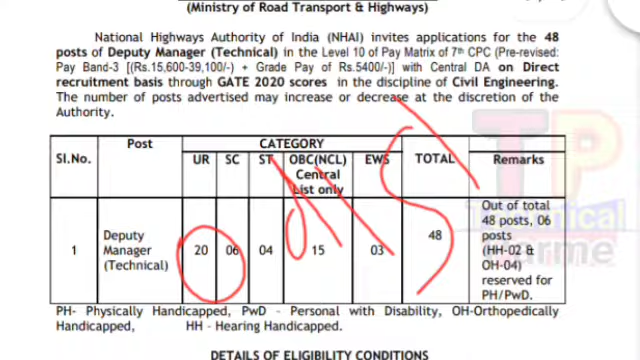 (Ministry of Road Transport & Highways)
National Highways Authority of India (NHAI) invites applications for the 48
posts of Deputy Manager (Technical) in the Level 10 of Pay Matrix of 7th CPC (Pre-revised:
Pay Band-3 [(Rs.15,600-39,100/-) + Grade Pay of Rs.5400/-] with Central DA on Direct
recruitment basis through GATE 2020 scores in the discipline of Civil Engineering.
The number of posts advertised may increase or decrease at the discretion of the
Authority.
Sl.No. Post CATEGORY TOTAL Remarks
UR SC ST OBC(NCL) Central List only EWS
1 Deputy Manager (Technical) 20 06 04 15 03 48 Out of total 48 posts, 06 posts (HH-02 & OH-04) reserved for PH/PwD.
PH- Physically Handicapped, PwD - Personal with Disability, OH-Orthopedically
Handicapped, HH - Hearing Handicapped.
DETAILS OF ELIGIBILITY CONDITIONS
TP
Technical